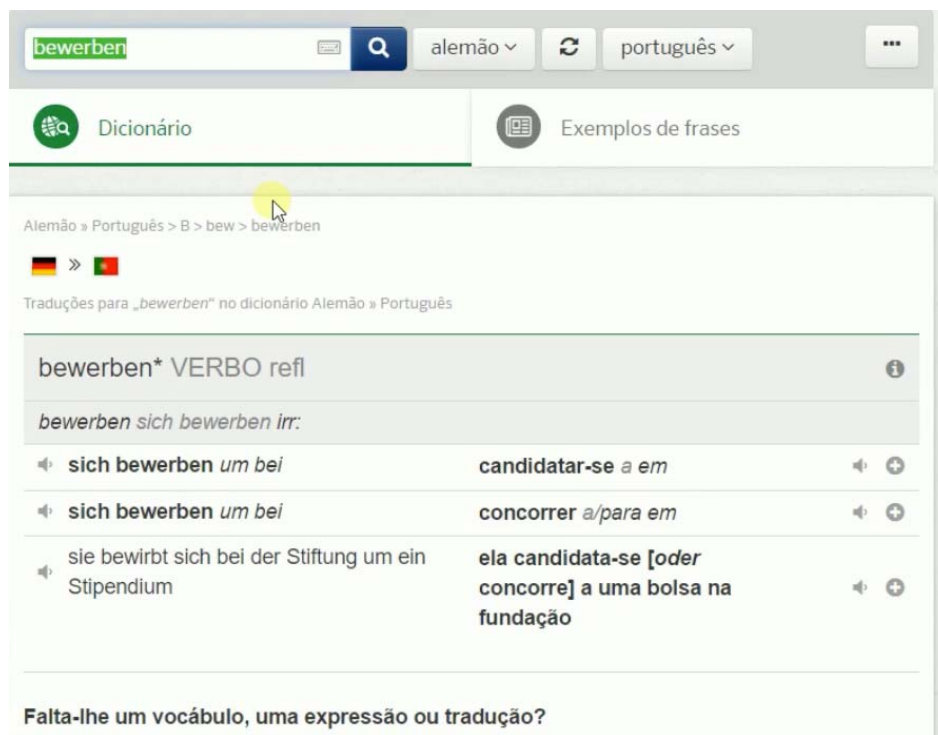 bewerben alemão português •••
Dicionário Exemplos de frases
Alemão » Português > B > bew > bewerben
»
Traduções para „bewerben“ no dicionário Alemão » Português
bewerben* VERBO refl
bewerben sich bewerben irr:
sich bewerben um bei candidatar-se a em
sich bewerben um bei concorrer a/para em
sie bewirbt sich bei der Stiftung um ein
Stipendium
ela candidata-se [oder
concorre] a uma bolsa na
fundação
Falta-lhe um vocábulo, uma expressão ou tradução?